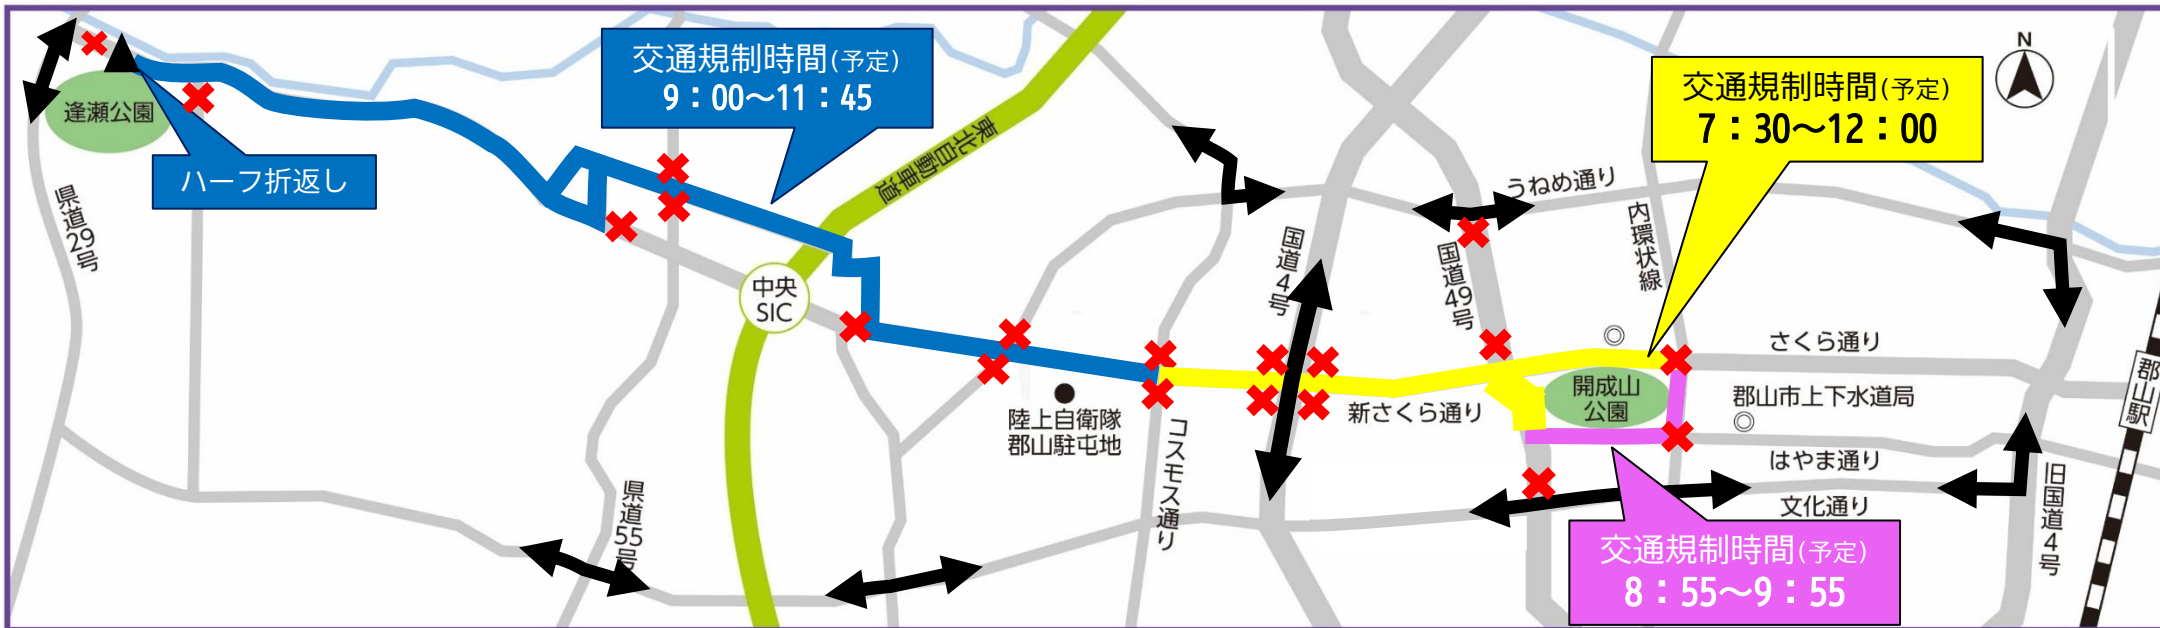 交通規制時間(予定)
9：00～11：45
N
交通規制時間(予定)
7：30～12：00
逢瀬公園
ハーフ折返し
東北自動車道
うねめ通り
県道29号
国道4号
国道49号
内環状線
中央
SIC
さくら通り
開成山
公園
郡山市上下水道局
新さくら通り
郡山駅
陸上自衛隊
郡山駐屯地
コスモス通り
はやま通り
文化通り
旧国道4号
県道55号
交通規制時間(予定)
8：55～9：55